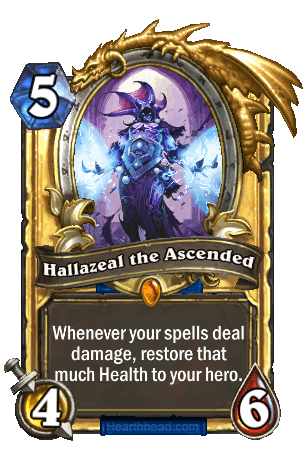 5
Hallazeal the Ascended
Whenever your spells deal
damage, restore that
much Health to your hero.
4
Hearthhead.com
6